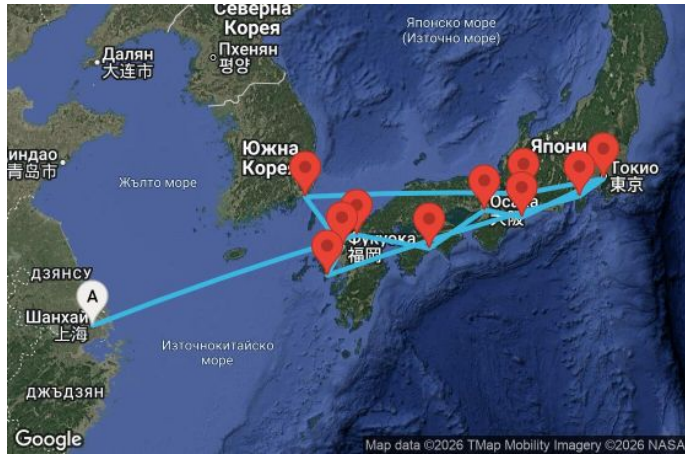 Северна
Корея
Далян
大连市
Пхенян
평양
Японско море
(Източно море)
индао
青岛市
Южна
Коре
Япони
Токио
東京
Жълто море
Осака
大阪
Фукуока
福岡
ДЗЯНСУ
A
Шанхай
上海
Източнокитайско
море
ДЖЪДЗЯН
Google
Map data ©2026 TMap Mobility Imagery ©2026 NASA